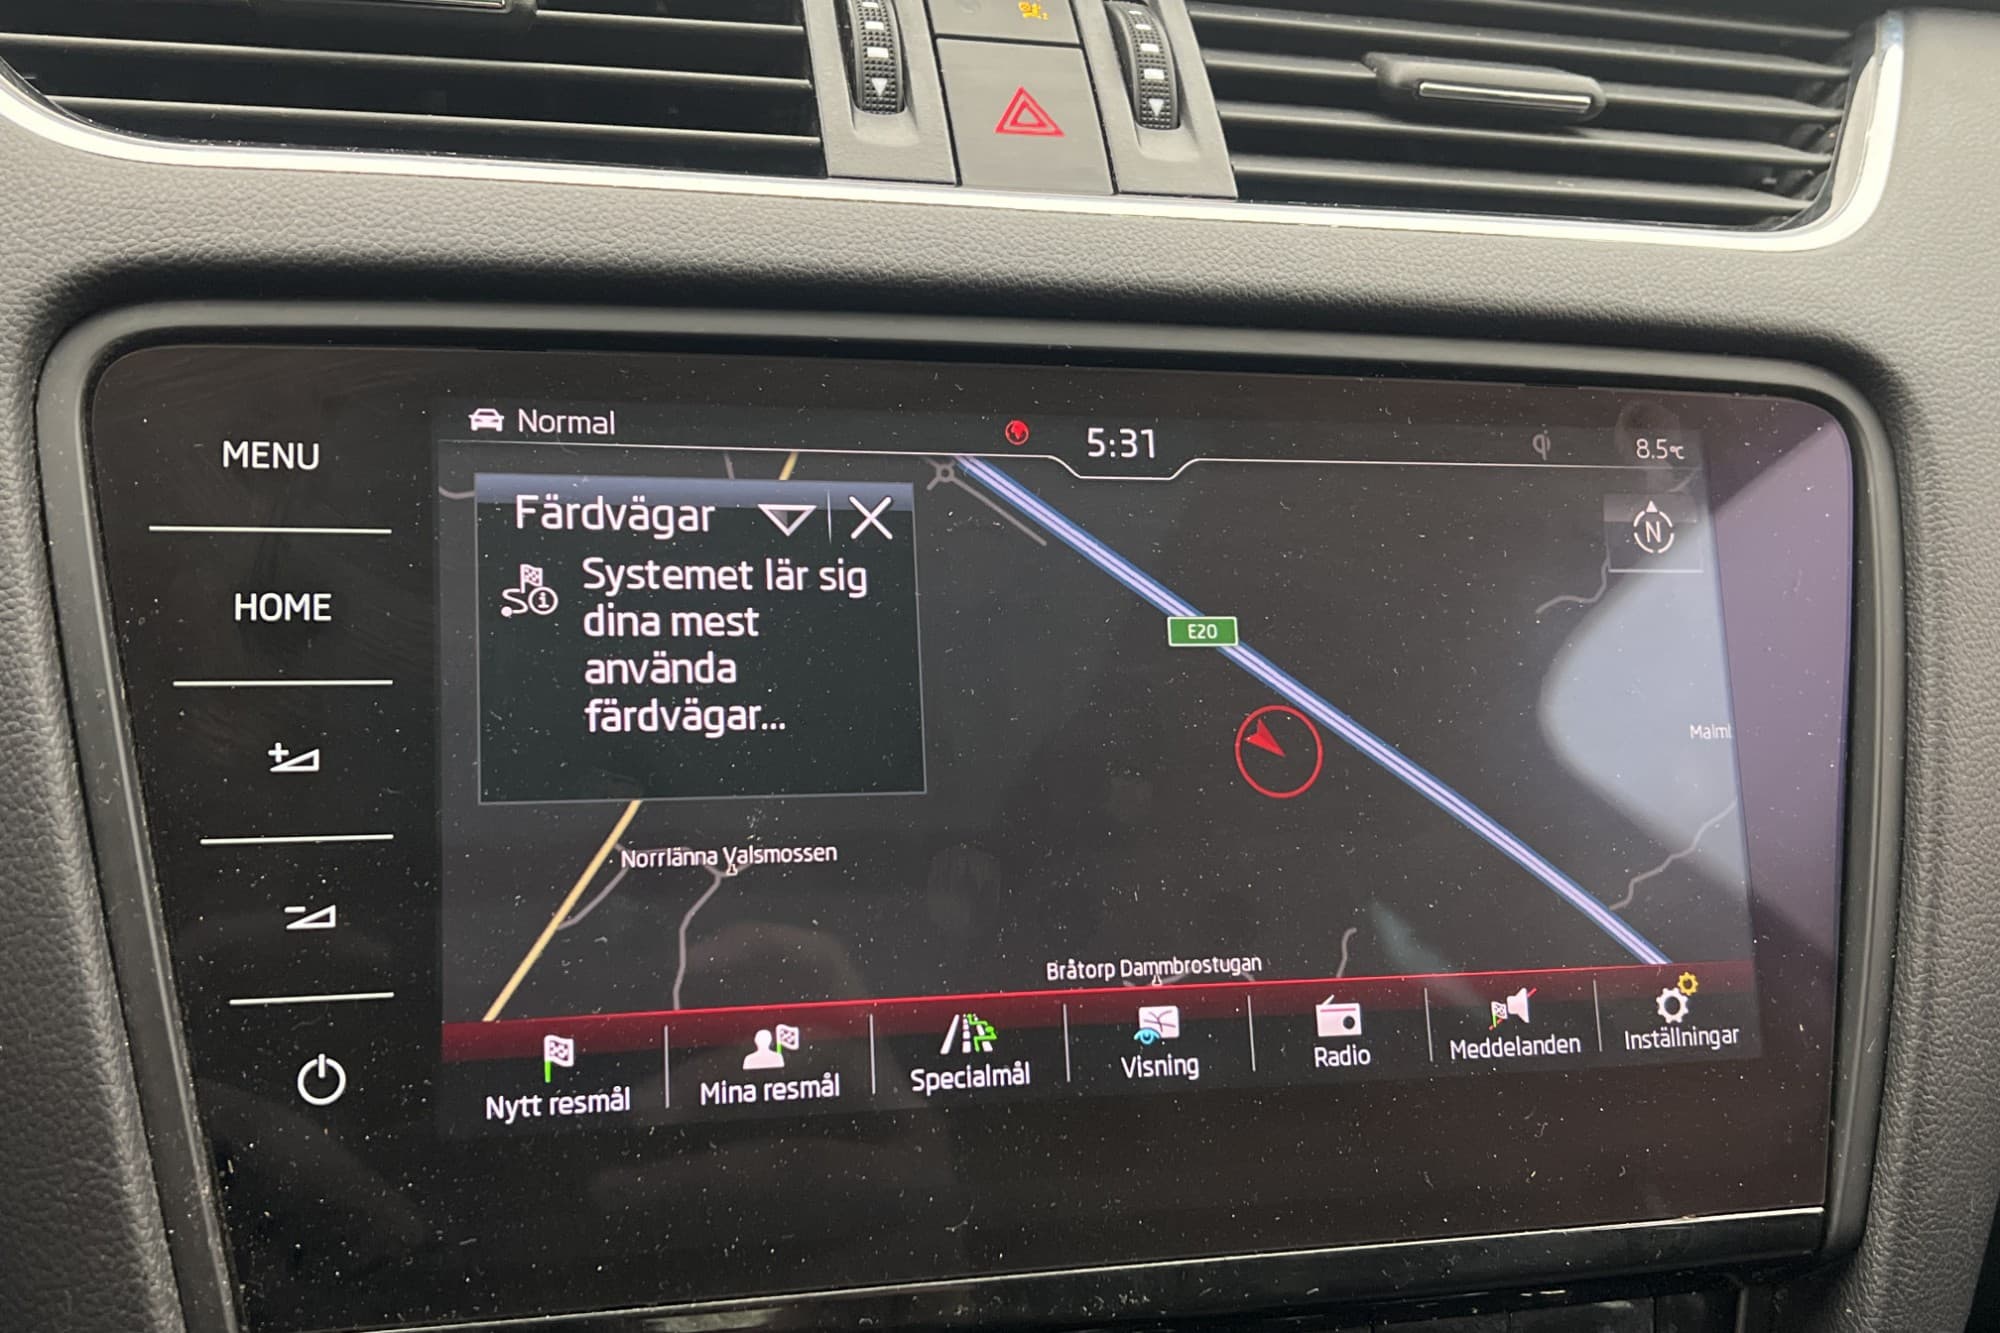 MENU
HOME
Normal
5:31
8.5°C
Färdvägar
Systemet lär sig
dina mest
använda
färdvägar...
N
E20
Norrlänna Valsmossen
Bråtorp Dammbrostugan
Nytt resmål
Mina resmål
Specialmål
Visning
Radio
Meddelanden
Inställningar